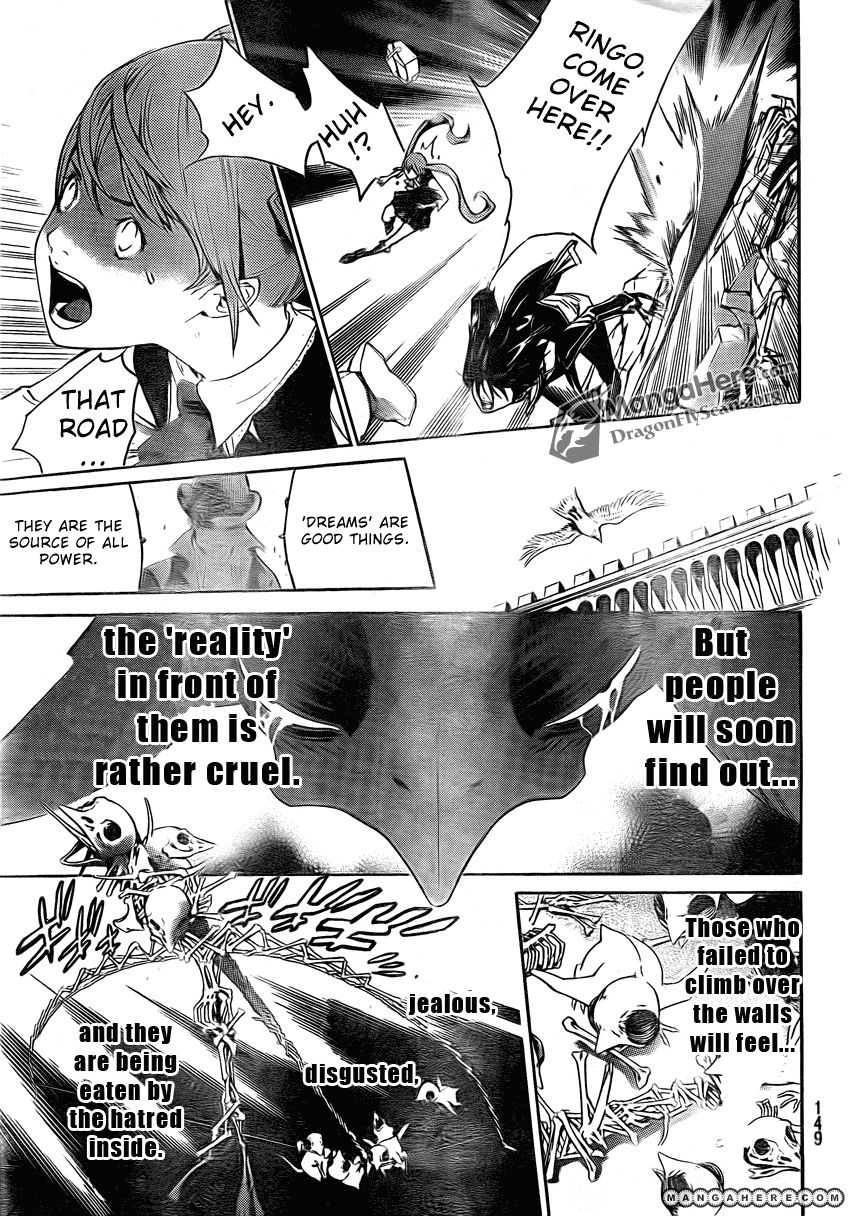 RINGO,
COME
OVER
HERE!!
HUH
!?
HEY.
THAT
ROAD
...
MangaHere.com
DragonFlyScans.org
'DREAMS' ARE
GOOD THINGS.
THEY ARE THE
SOURCE OF ALL
POWER.
But
people
will soon
find out...
the 'reality'
in front of
them is
rather cruel.
Those who
failed to
climb over
the walls
will feel...
jealous,
disgusted,
and they
are being
eaten by
the hatred
inside.
149
MANGAHERE.COM